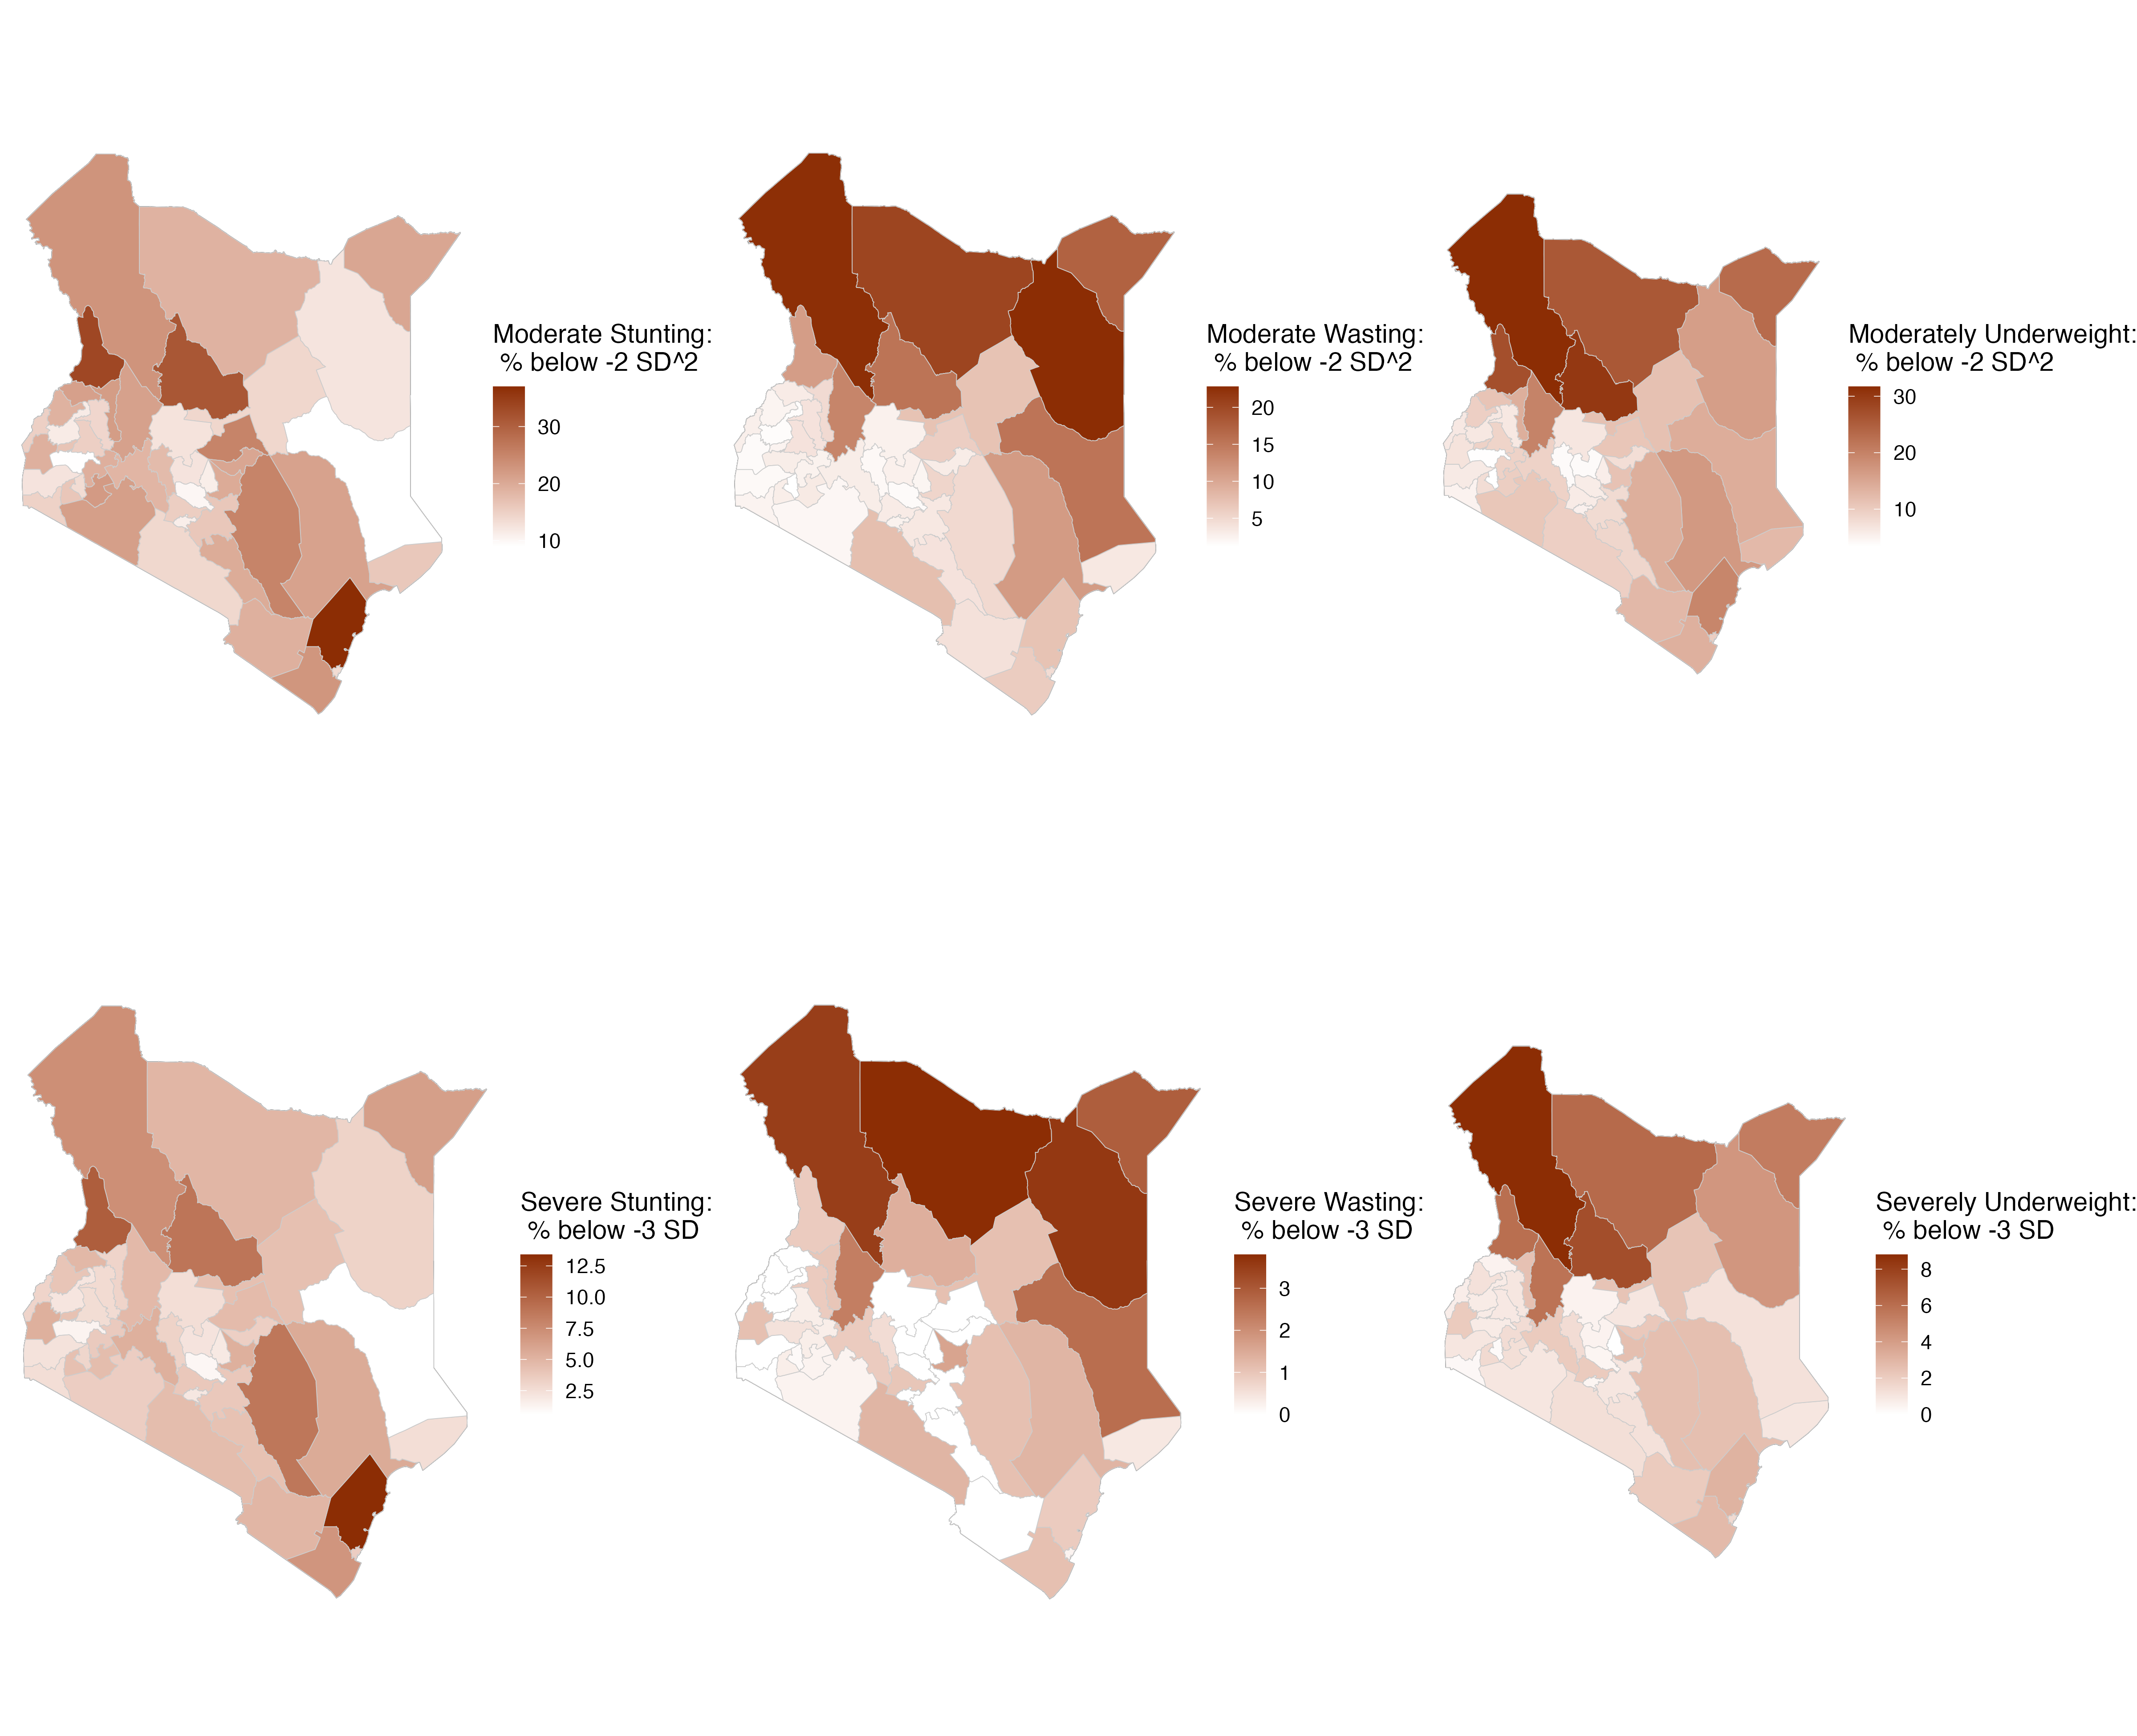 Moderate Stunting:
% below -2 SD^2
30
20
10
Moderate Wasting:
% below -2 SD^2
20
15
10
5
Moderately Underweight:
% below -2 SD^2
30
20
10
Severe Stunting:
% below -3 SD
12.5
10.0
7.5
5.0
2.5
Severe Wasting:
% below -3 SD
3
2
1
0
Severely Underweight:
% below -3 SD
8
6
4
2
0